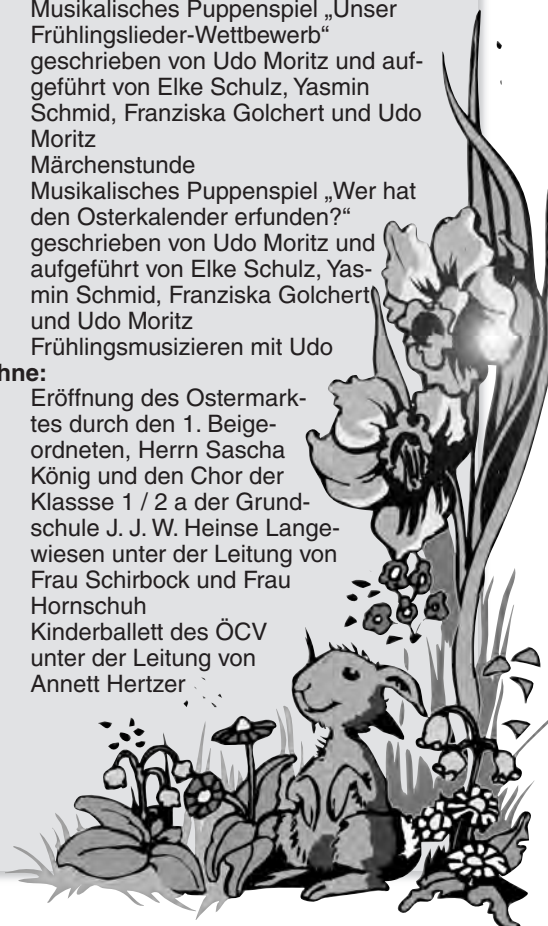 Musikalisches Puppenspiel „Unser
Frühlingslieder-Wettbewerb“
geschrieben von Udo Moritz und auf-
geführt von Elke Schulz, Yasmin
Schmid, Franziska Golchert und Udo
Moritz
Märchenstunde
Musikalisches Puppenspiel „Wer hat
den Osterkalender erfunden?“
geschrieben von Udo Moritz und
aufgeführt von Elke Schulz, Yas-
min Schmid, Franziska Golchert
und Udo Moritz
Frühlingsmusizieren mit Udo
hne:
Eröffnung des Ostermark-
tes durch den 1. Beige-
ordneten, Herrn Sascha
König und den Chor der
Klassse 1 / 2 a der Grund-
schule J. J. W. Heinse Lange-
wiesen unter der Leitung von
Frau Schirbock und Frau
Hornschuh
Kinderballett des ÖCV
unter der Leitung von
Annett Hertzer